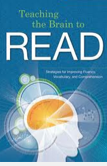 Teaching
the Brain to
READ
Strategies for Improving Fluency,
Vocabulary, and Comprehension